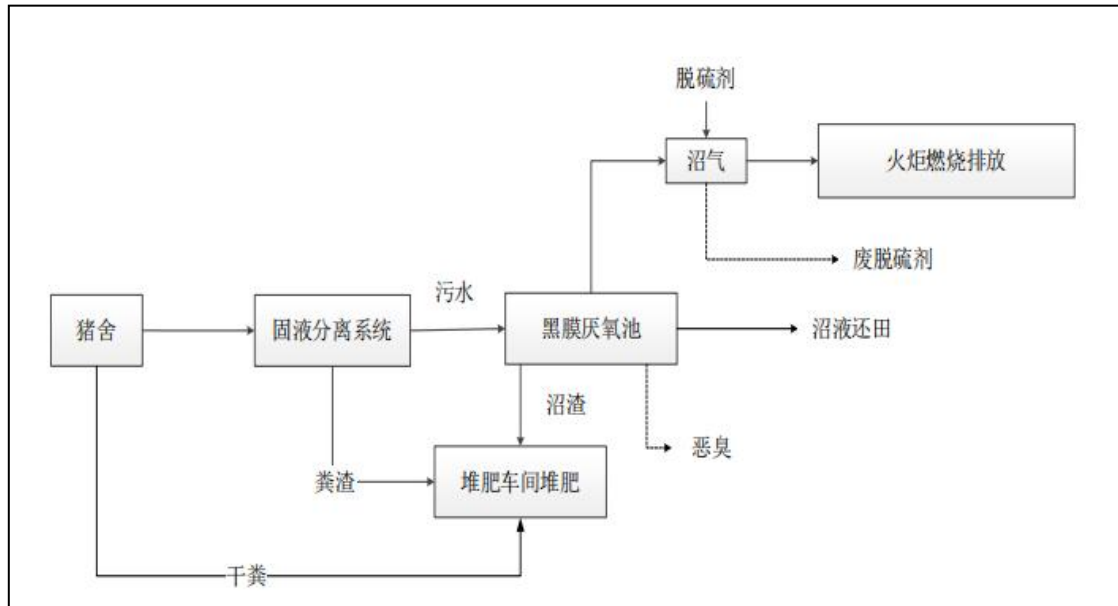 脱硫剂
沼气
火炬燃烧排放
废脱硫剂
污水
猪舍
固液分离系统
黑膜厌氧池
沼液还田
沼渣
恶臭
粪渣
堆肥车间堆肥
干粪